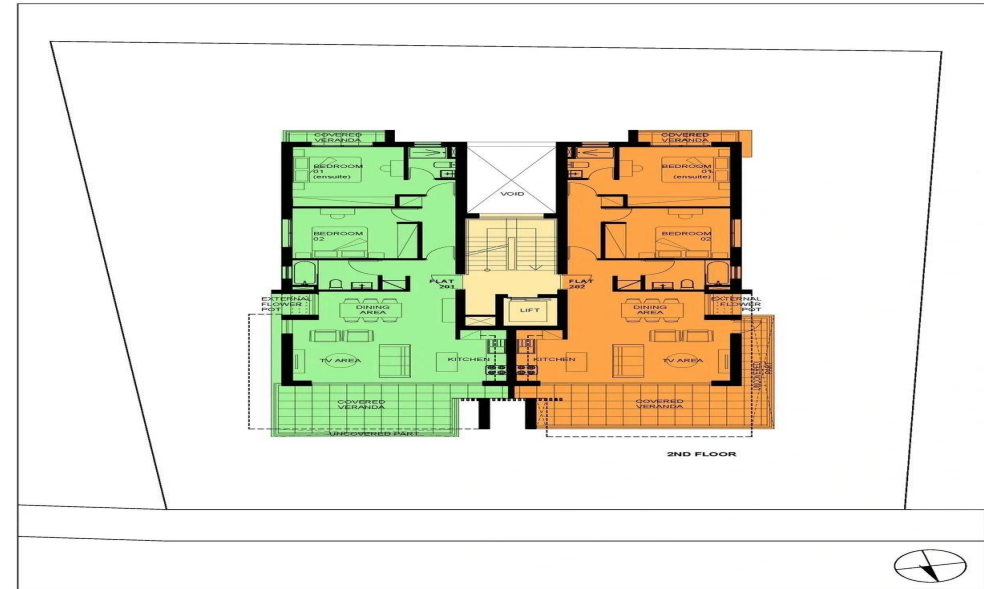 COVERED
VERANDA
COVERED
VERANDA
BEDROOM
01
(ensuite)
BEDROOM
01
(ensuite)
VOID
BEDROOM
02
BEDROOM
02
FLAT
201
FLAT
202
EXTERNAL
FLOWER
POT
DINING
AREA
LIFT
DINING
AREA
EXTERNAL
FLOWER
POT
TV AREA
KITCHEN
KITCHEN
TV AREA
UNCOVERED
PART
COVERED
VERANDA
COVERED
VERANDA
UNCOVERED PART
2ND FLOOR